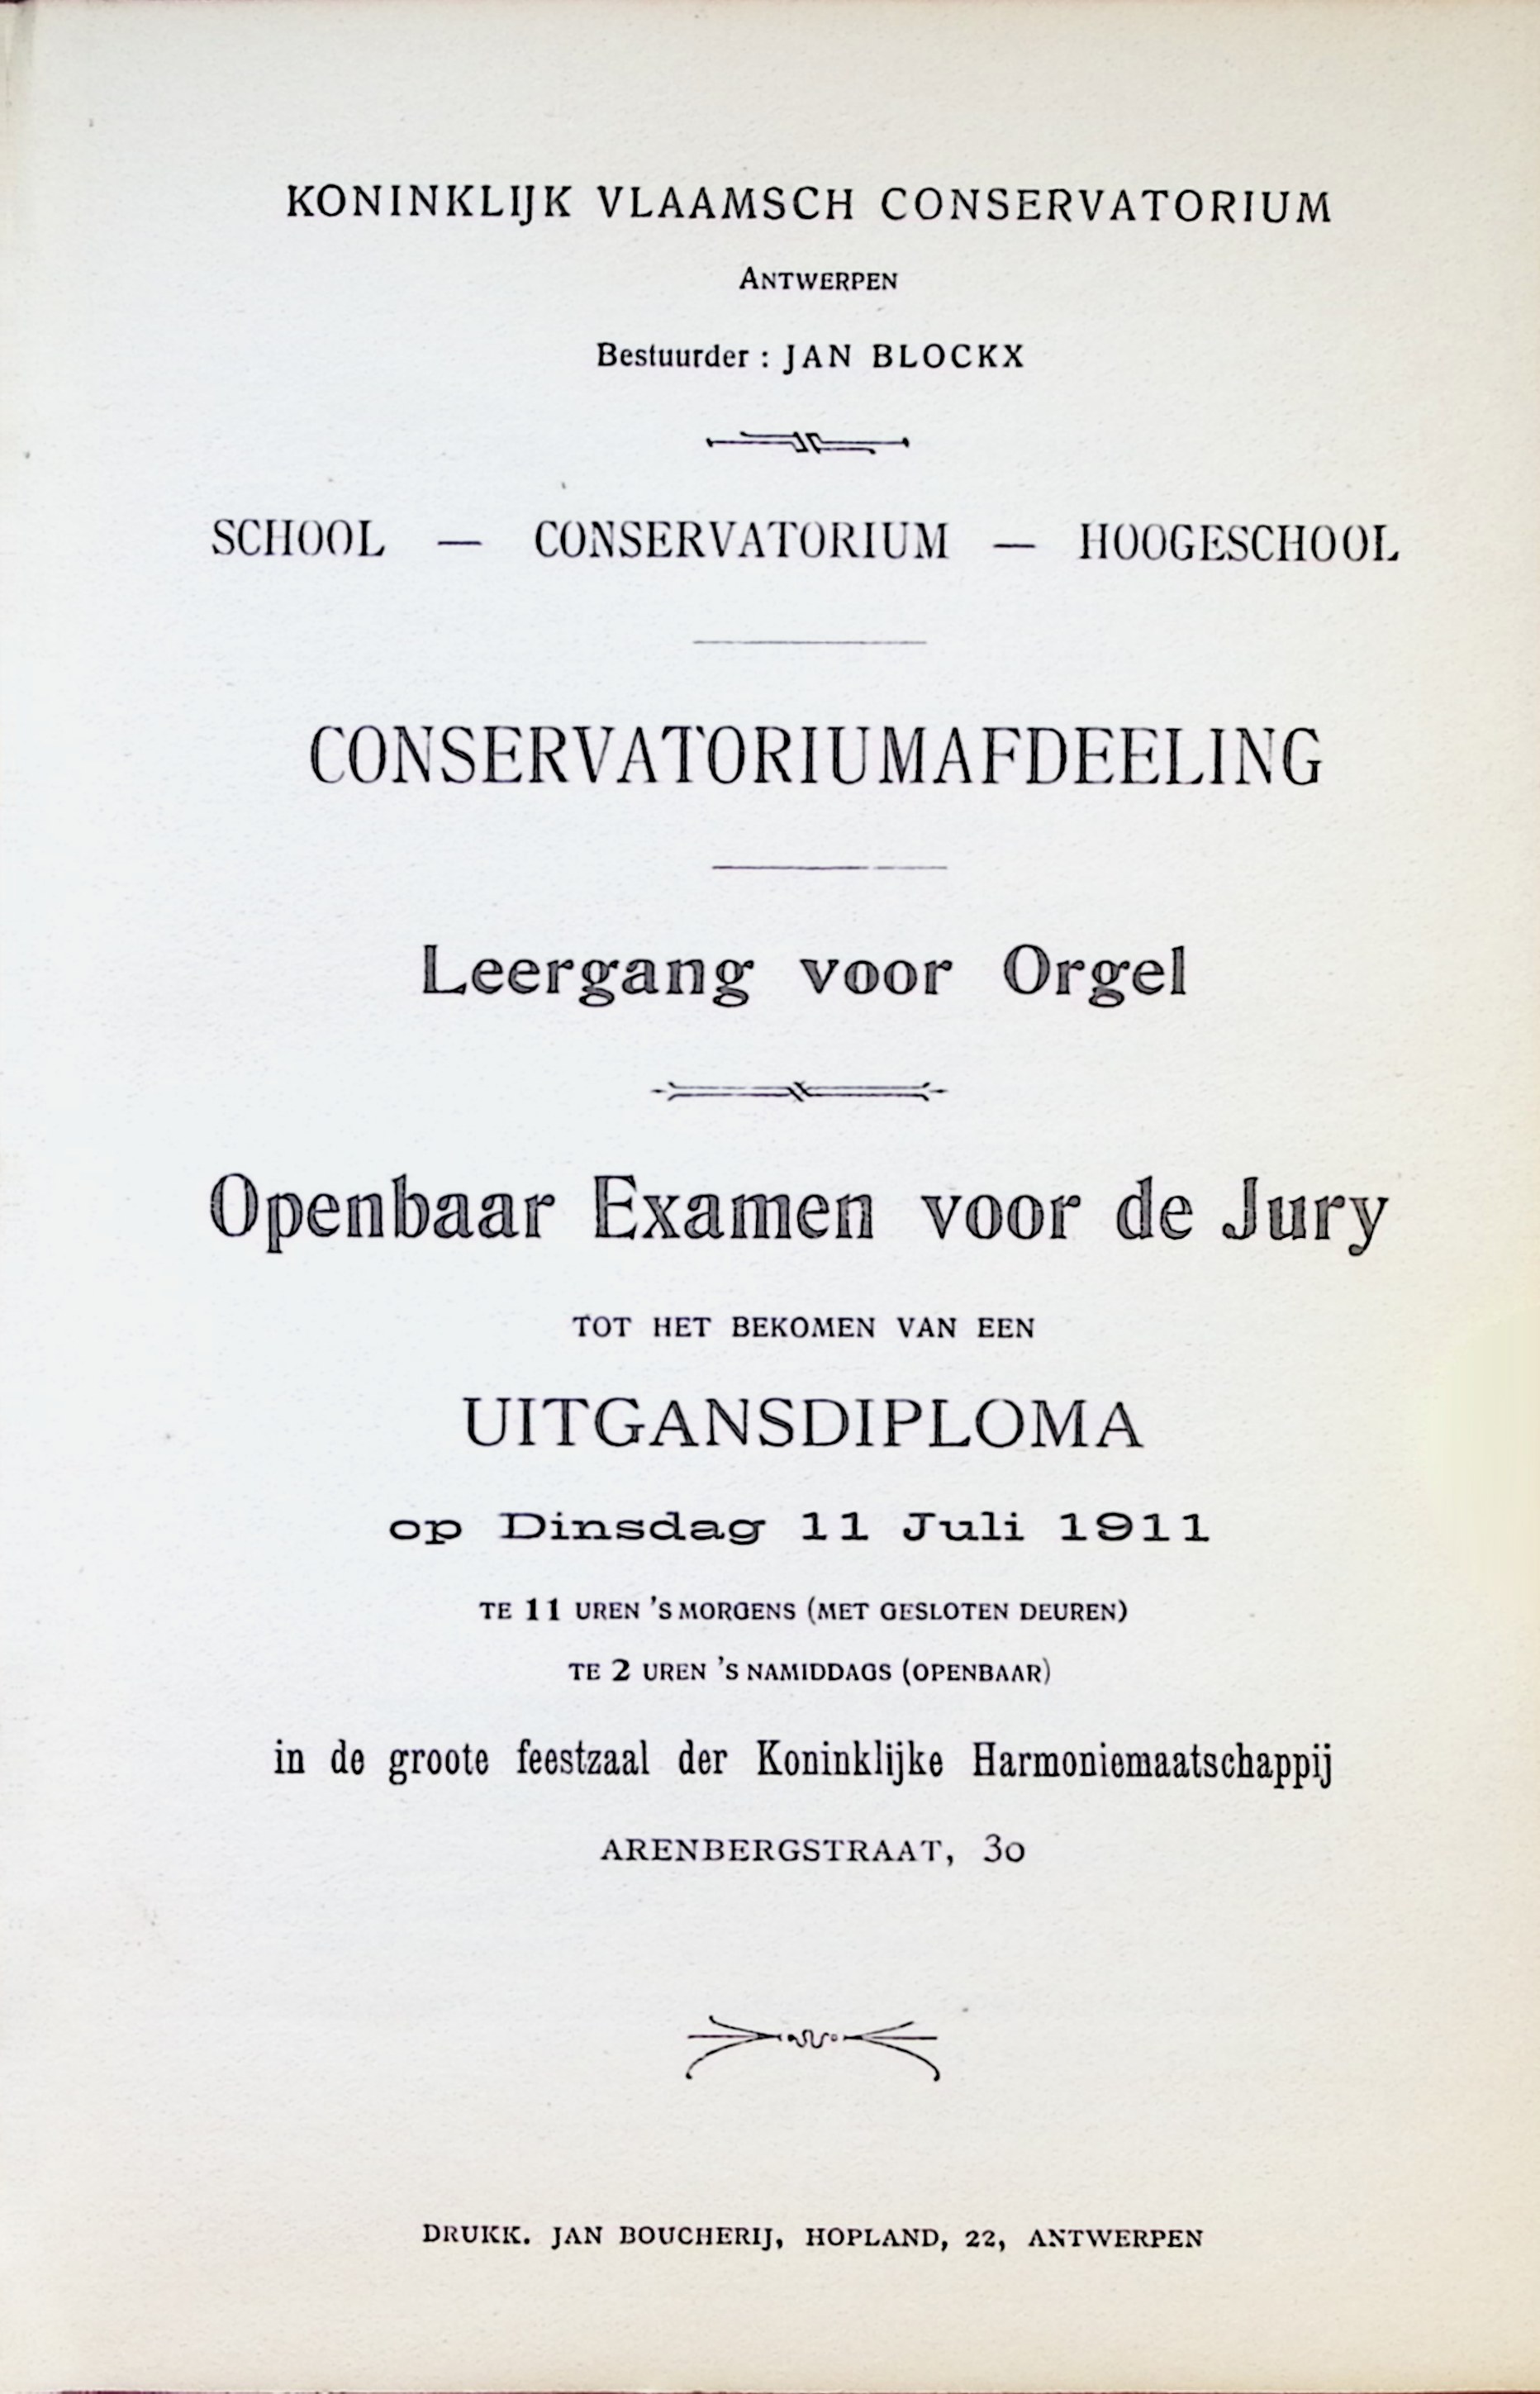 KONINKLIJK VLAAMSCH CONSERVATORIUM
ANTWERPEN
Bestuurder : JAN BLOCKX
SCHOOL — CONSERVATORIUM — HOOGESCHOOL
CONSERVATORIUMAFDEELING
Leergang voor Orgel
Openbaar Examen voor de Jury
TOT HET BEKOMEN VAN EEN
UITGANSDIPLOMA
op Dinsdag 11 Juli 1911
TE 11 UREN 'S MORGENS (MET GESLOTEN DEUREN)
TE 2 UREN 'S NAMIDDAGS (OPENBAAR)
in de groote feestzaal der Koninklijke Harmoniemaatschappij
ARENBERGSTRAAT, 30
DRUKK. JAN BOUCHERIJ, HOPLAND, 22, ANTWERPEN